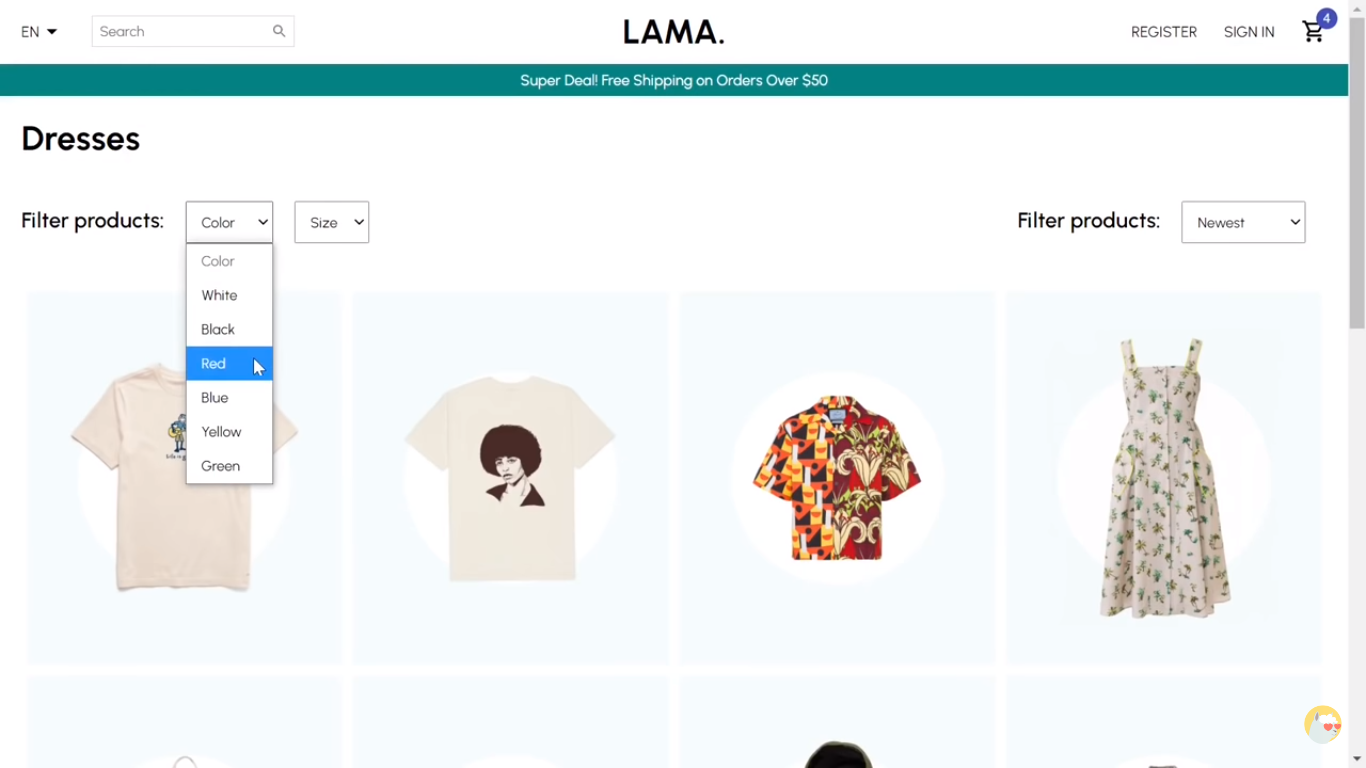 EN
Search
LAMA.
REGISTER
SIGN IN
4
Super Deal! Free Shipping on Orders Over $50
Dresses
Filter products:
Color
Size
Filter products:
Newest
Color
White
Black
Red
Blue
Yellow
Green